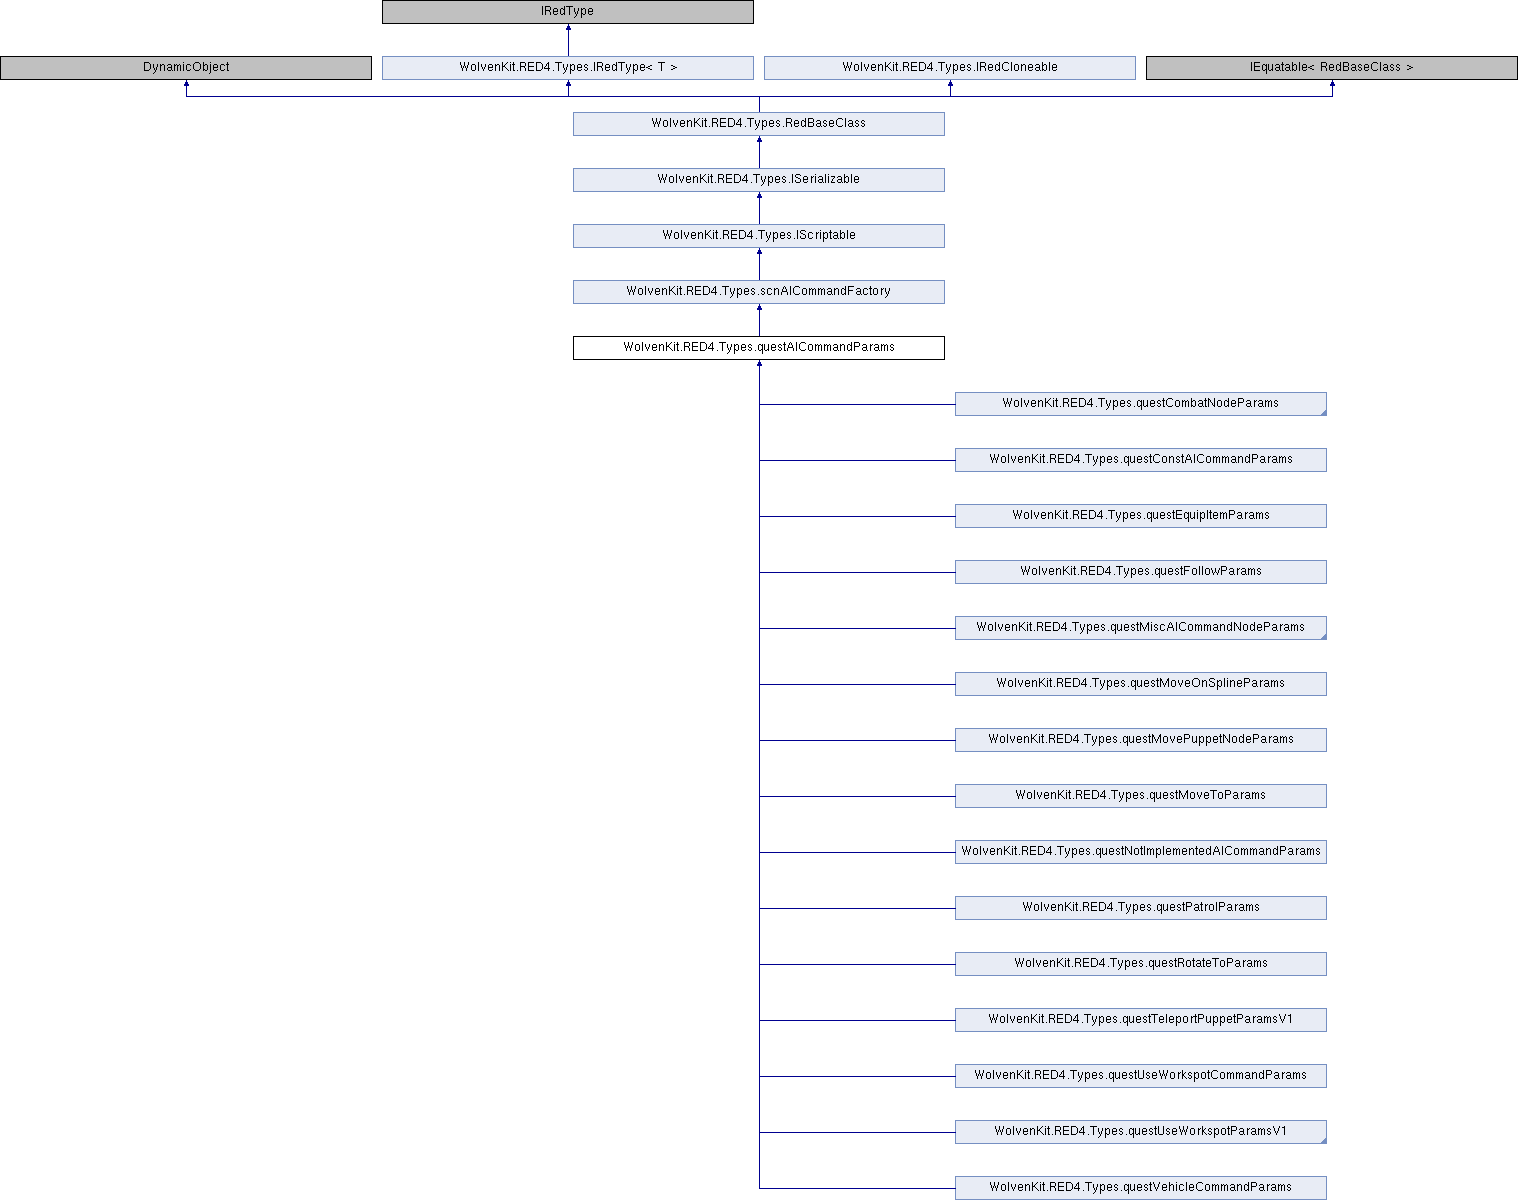 IRedType
DynamicObject
WolvenKit.RED4.Types.IRedType< T >
WolvenKit.RED4.Types.IRedCloneable
IEquatable< RedBaseClass >
WolvenKit.RED4.Types.RedBaseClass
WolvenKit.RED4.Types.ISerializable
WolvenKit.RED4.Types.IScriptable
WolvenKit.RED4.Types.scnAICommandFactory
WolvenKit.RED4.Types.questAICommandParams
WolvenKit.RED4.Types.questCombatNodeParams
WolvenKit.RED4.Types.questConstAICommandParams
WolvenKit.RED4.Types.questEquipItemParams
WolvenKit.RED4.Types.questFollowParams
WolvenKit.RED4.Types.questMiscAICommandNodeParams
WolvenKit.RED4.Types.questMoveOnSplineParams
WolvenKit.RED4.Types.questMovePuppetNodeParams
WolvenKit.RED4.Types.questMoveToParams
WolvenKit.RED4.Types.questNotImplementedAICommandParams
WolvenKit.RED4.Types.questPatrolParams
WolvenKit.RED4.Types.questRotateToParams
WolvenKit.RED4.Types.questTeleportPuppetParamsV1
WolvenKit.RED4.Types.questUseWorkspotCommandParams
WolvenKit.RED4.Types.questUseWorkspotParamsV1
WolvenKit.RED4.Types.questVehicleCommandParams